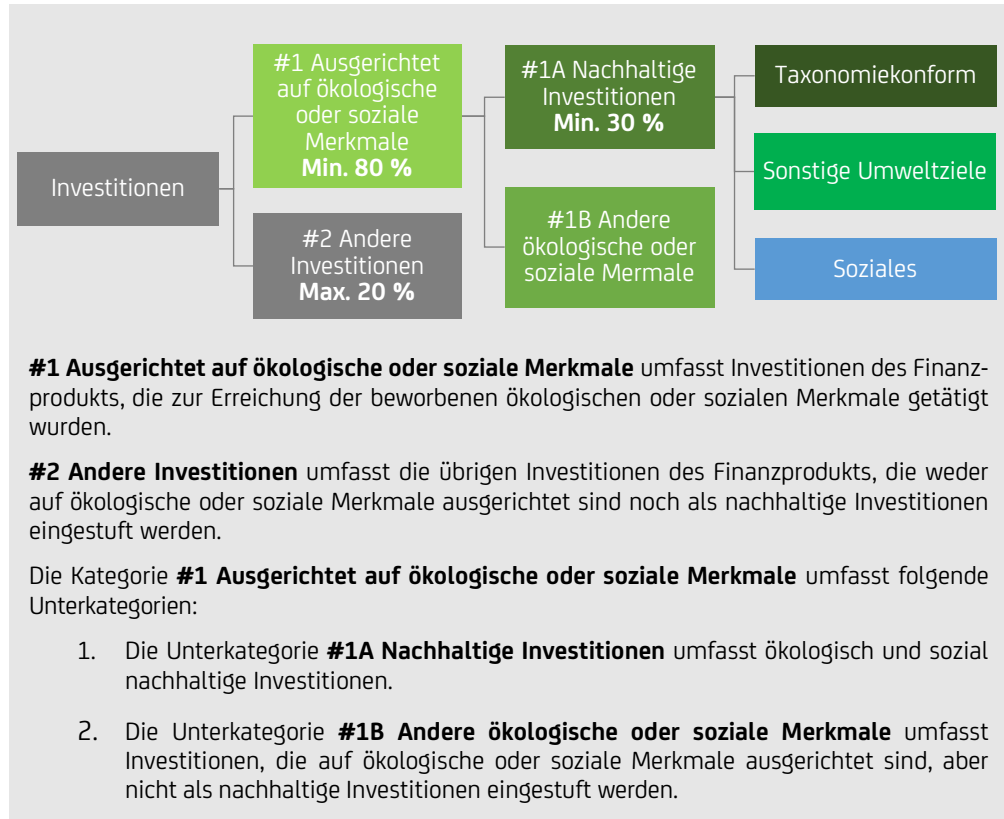 Investitionen
#1 Ausgerichtet
auf ökologische
oder soziale
Merkmale
Min. 80 %
#2 Andere
Investitionen
Max. 20 %
#1A Nachhaltige
Investitionen
Min. 30 %
#1B Andere
ökologische oder
soziale Mermale
Taxonomiekonform
Sonstige Umweltziele
Soziales
#1 Ausgerichtet auf ökologische oder soziale Merkmale umfasst Investitionen des Finanz-
produkts, die zur Erreichung der beworbenen ökologischen oder sozialen Merkmale getätigt
wurden.
#2 Andere Investitionen umfasst die übrigen Investitionen des Finanzprodukts, die weder
auf ökologische oder soziale Merkmale ausgerichtet sind noch als nachhaltige Investitionen
eingestuft werden.
Die Kategorie #1 Ausgerichtet auf ökologische oder soziale Merkmale umfasst folgende
Unterkategorien:
1. Die Unterkategorie #1A Nachhaltige Investitionen umfasst ökologisch und sozial
nachhaltige Investitionen.
2. Die Unterkategorie #1B Andere ökologische oder soziale Merkmale umfasst
Investitionen, die auf ökologische oder soziale Merkmale ausgerichtet sind, aber
nicht als nachhaltige Investitionen eingestuft werden.